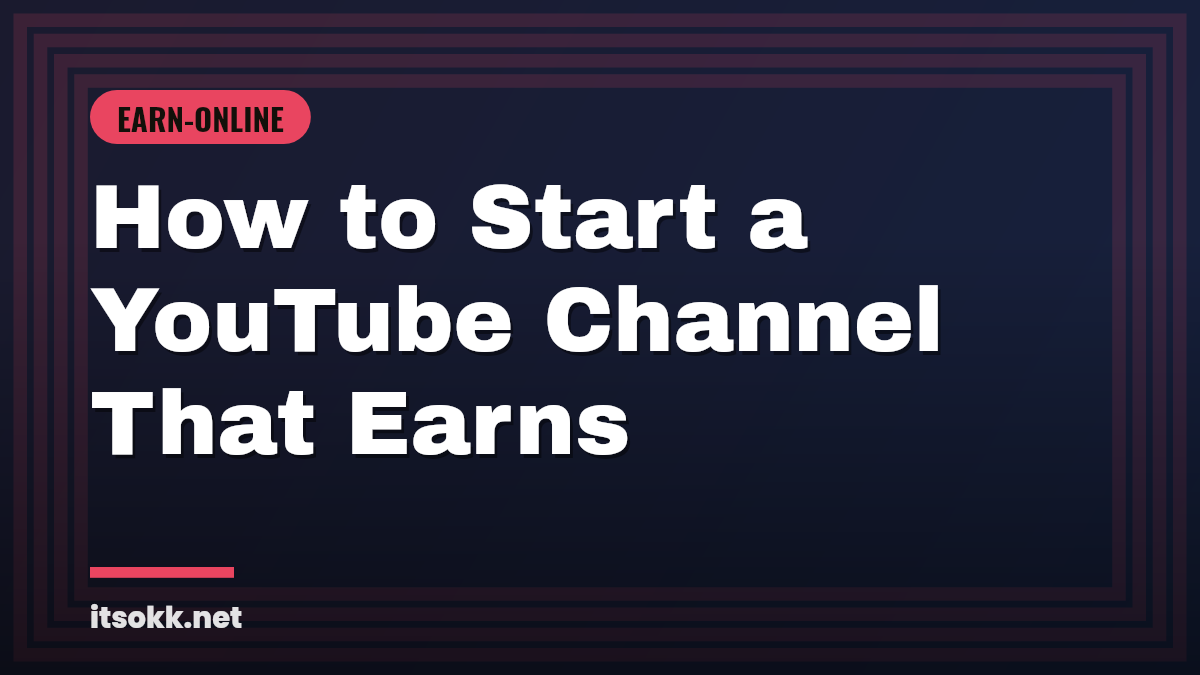 EARN-ONLINE
How to Start a
YouTube Channel
That Earns
itsokk.net